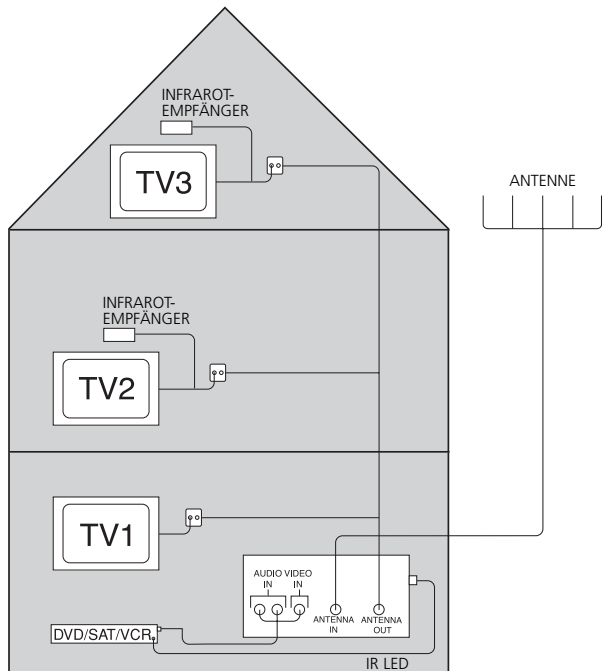 INFRAROT-
EMPFÄNGER
TV3
ANTENNE
INFRAROT-
EMPFÄNGER
TV2
TV1
AUDIO VIDEO
IN IN
ANTENNA
IN
ANTENNA
OUT
DVD/SAT/VCR
IR LED